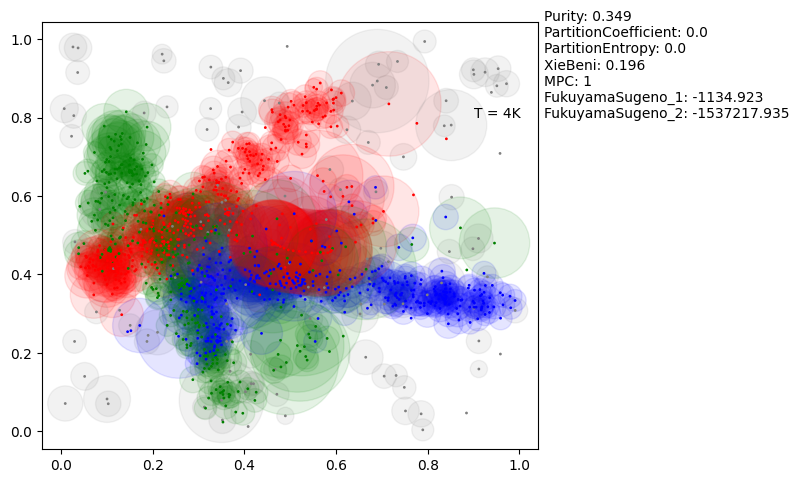 Purity: 0.349
PartitionCoefficient: 0.0
PartitionEntropy: 0.0
XieBeni: 0.196
MPC: 1
FukuyamaSugeno_1: -1134.923
FukuyamaSugeno_2: -1537217.935
T = 4K
1.0
0.8
0.6
0.4
0.2
0.0
0.0 0.2 0.4 0.6 0.8 1.0